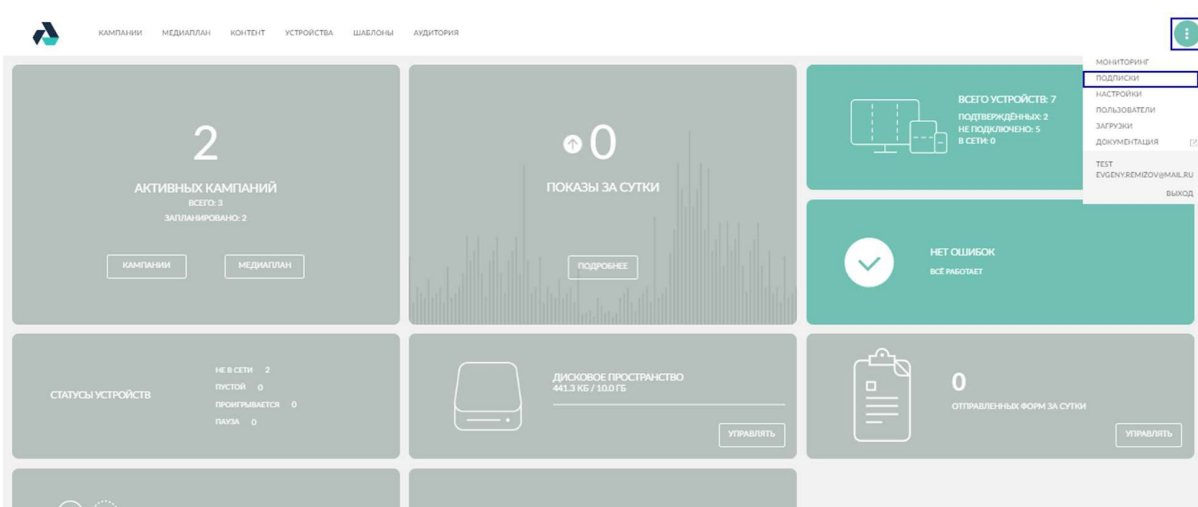 КАМПАНИИ МЕДИАПЛАН КОНТЕНТ УСТРОЙСТВА ШАБЛОНЫ АУДИТОРИЯ
МОНИТОРИНГ
ПОДПИСКИ
НАСТРОЙКИ
ПОЛЬЗОВАТЕЛИ
ЗАГРУЗКИ
ДОКУМЕНТАЦИЯ
TEST
EVGENY.REMIZOV@MAIL.RU
ВЫХОД
2
АКТИВНЫХ КАМПАНИЙ
ВСЕГО: 3
ЗАПЛАНИРОВАНО: 2
КАМПАНИИ МЕДИАПЛАН
0
ПОКАЗЫ ЗА СУТКИ
ПОДРОБНЕЕ
ВСЕГО УСТРОЙСТВ: 7
ПОДТВЕРЖДЁННЫХ: 2
НЕ ПОДКЛЮЧЕНО: 5
В СЕТИ: 0
НЕТ ОШИБОК
ВСЁ РАБОТАЕТ
СТАТУСЫ УСТРОЙСТВ
НЕ В СЕТИ 2
ПУСТОЙ 0
ПРОИГРЫВАЕТСЯ 0
ПАУЗА 0
ДИСКОВОЕ ПРОСТРАНСТВО
441.3 КБ / 10.0 ГБ
УПРАВЛЯТЬ
0
ОТПРАВЛЕННЫХ ФОРМ ЗА СУТКИ
УПРАВЛЯТЬ